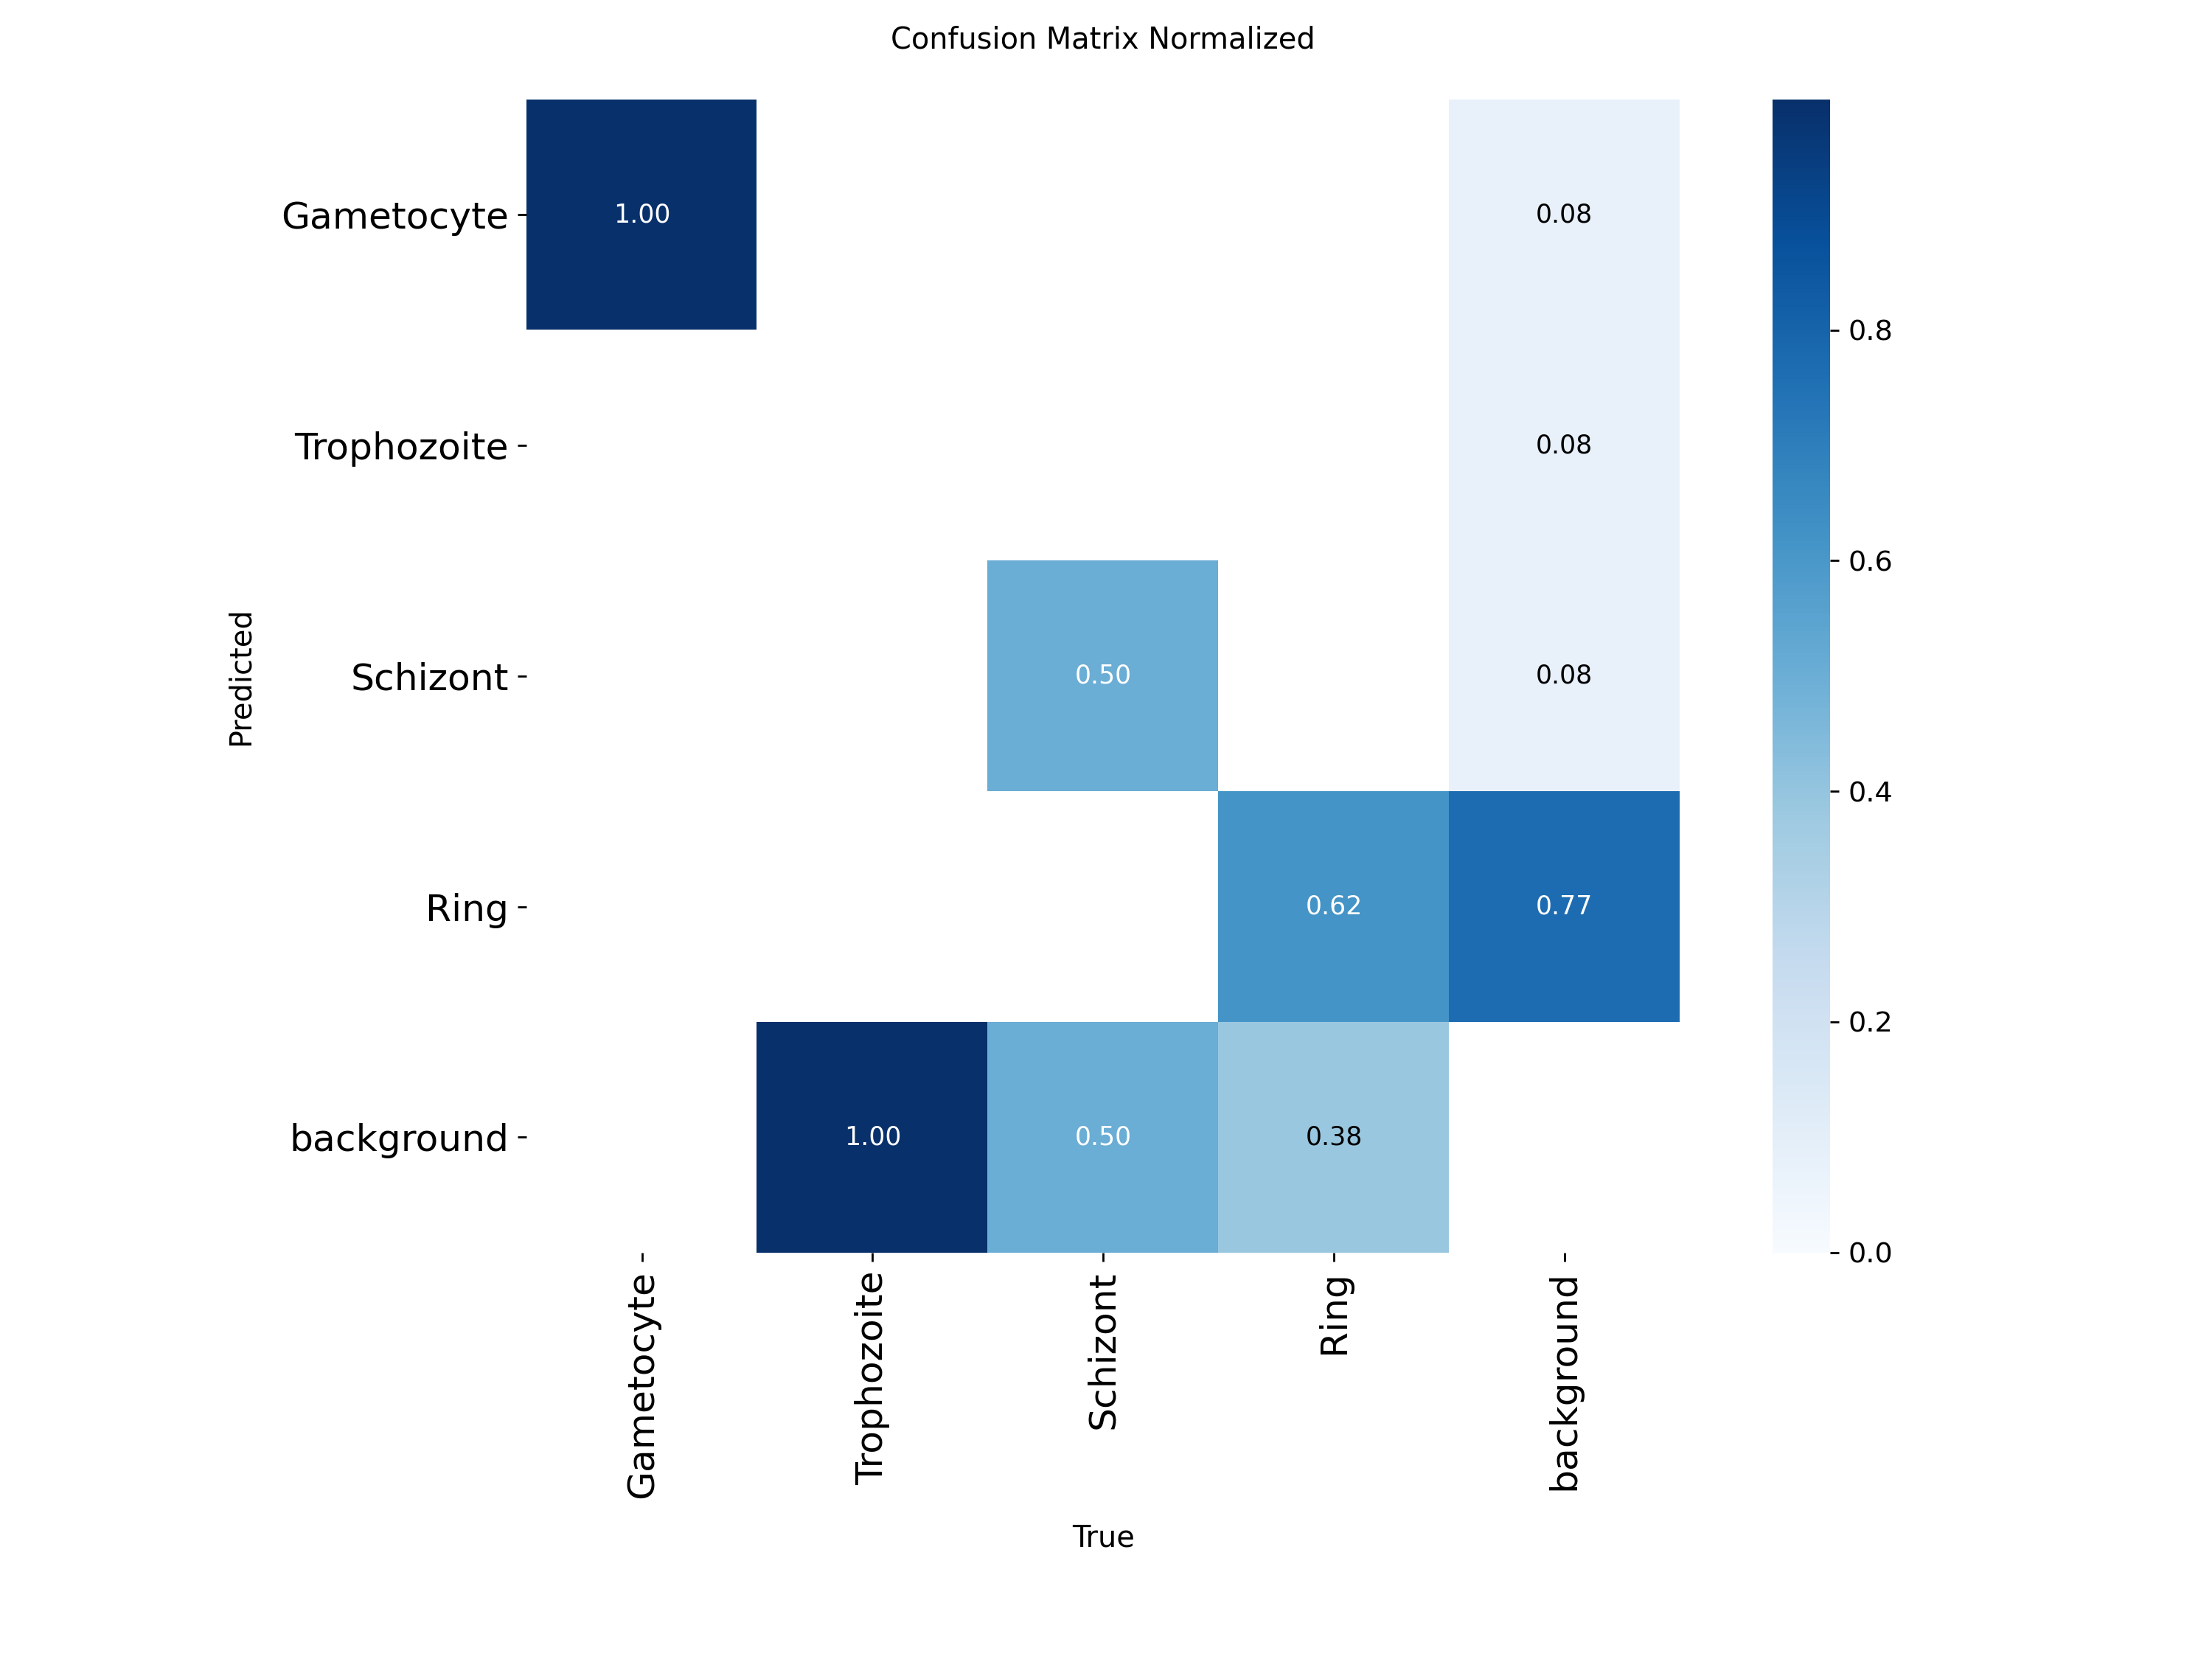 Confusion Matrix Normalized
Gametocyte
1.00
0.08
0.8
Trophozoite
0.08
0.6
Predicted
Schizont
0.50
0.08
0.4
Ring
0.62
0.77
0.2
background
1.00
0.50
0.38
0.0
Gametocyte
Trophozoite
Schizont
Ring
background
True